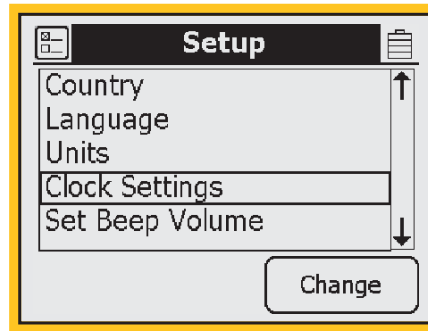 Setup
Country
Language
Units
Clock Settings
Set Beep Volume
Change